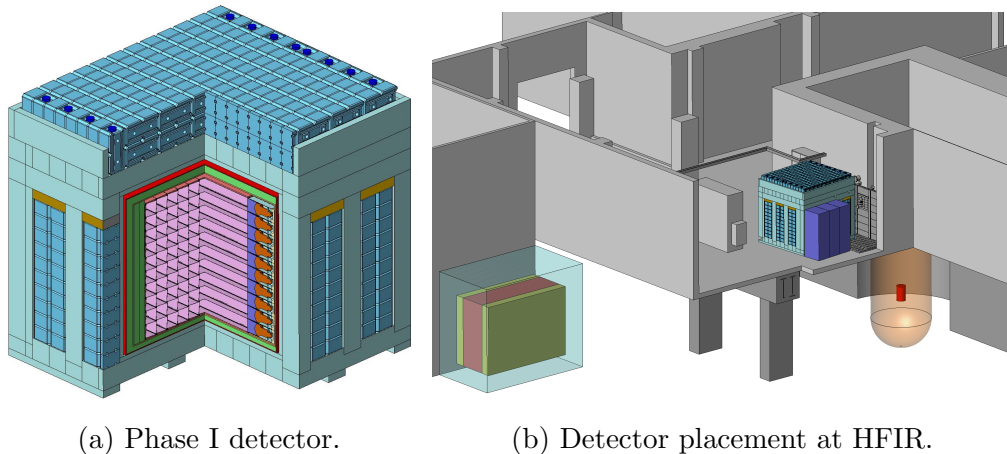 (a) Phase I detector.
(b) Detector placement at HFIR.